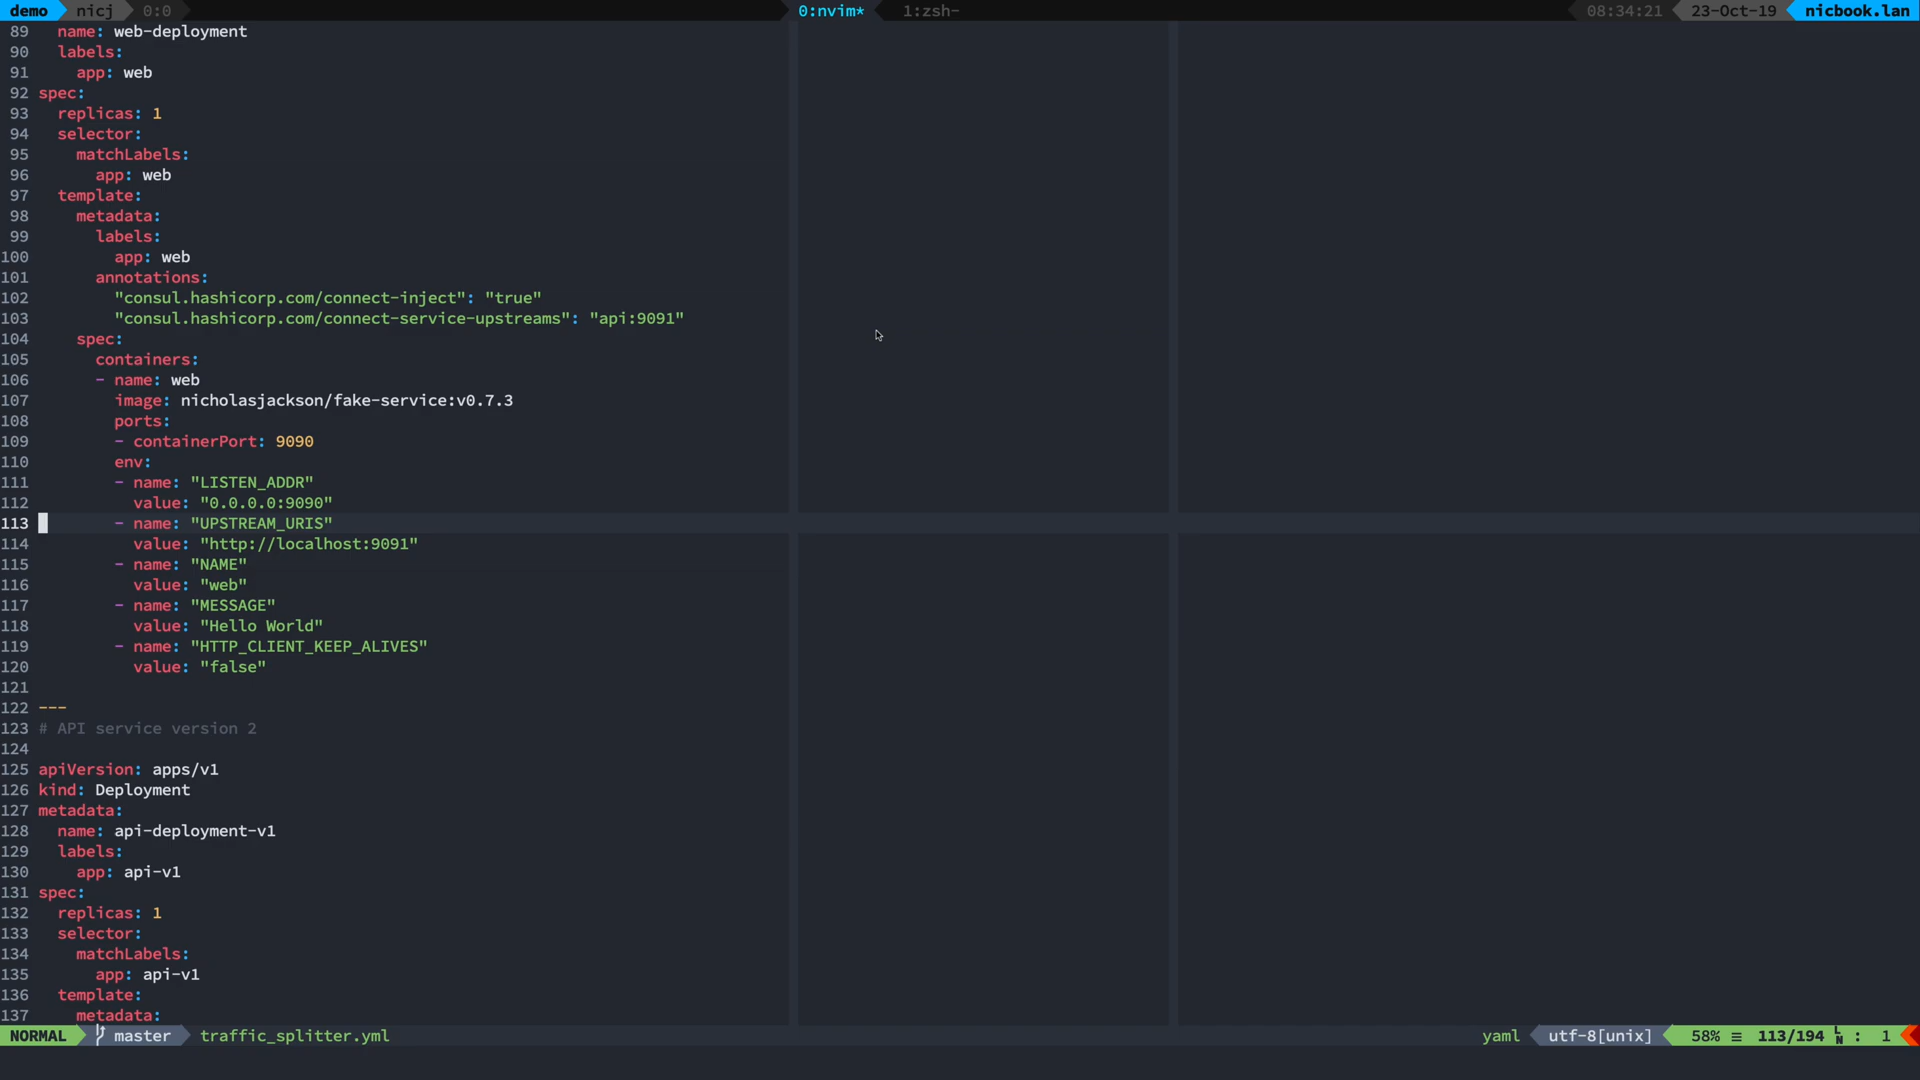 demo nicj 0:0 0:nvim* 1:zsh- 08:34:21 23-Oct-19 nicbook.lan
89   name: web-deployment
90   labels:
91     app: web
92 spec:
93   replicas: 1
94   selector:
95     matchLabels:
96       app: web
97   template:
98     metadata:
99       labels:
100         app: web
101       annotations:
102         "consul.hashicorp.com/connect-inject": "true"
103         "consul.hashicorp.com/connect-service-upstreams": "api:9091"
104     spec:
105       containers:
106       - name: web
107         image: nicholasjackson/fake-service:v0.7.3
108         ports:
109         - containerPort: 9090
110         env:
111         - name: "LISTEN_ADDR"
112           value: "0.0.0.0:9090"
113         - name: "UPSTREAM_URIS"
114           value: "http://localhost:9091"
115         - name: "NAME"
116           value: "web"
117         - name: "MESSAGE"
118           value: "Hello World"
119         - name: "HTTP_CLIENT_KEEP_ALIVES"
120           value: "false"
121
122 ---
123 # API service version 2
124
125 apiVersion: apps/v1
126 kind: Deployment
127 metadata:
128   name: api-deployment-v1
129   labels:
130     app: api-v1
131 spec:
132   replicas: 1
133   selector:
134     matchLabels:
135       app: api-v1
136   template:
137     metadata:
NORMAL master traffic_splitter.yml yaml utf-8[unix] 58% ≡ 113/194 ␤ : 1